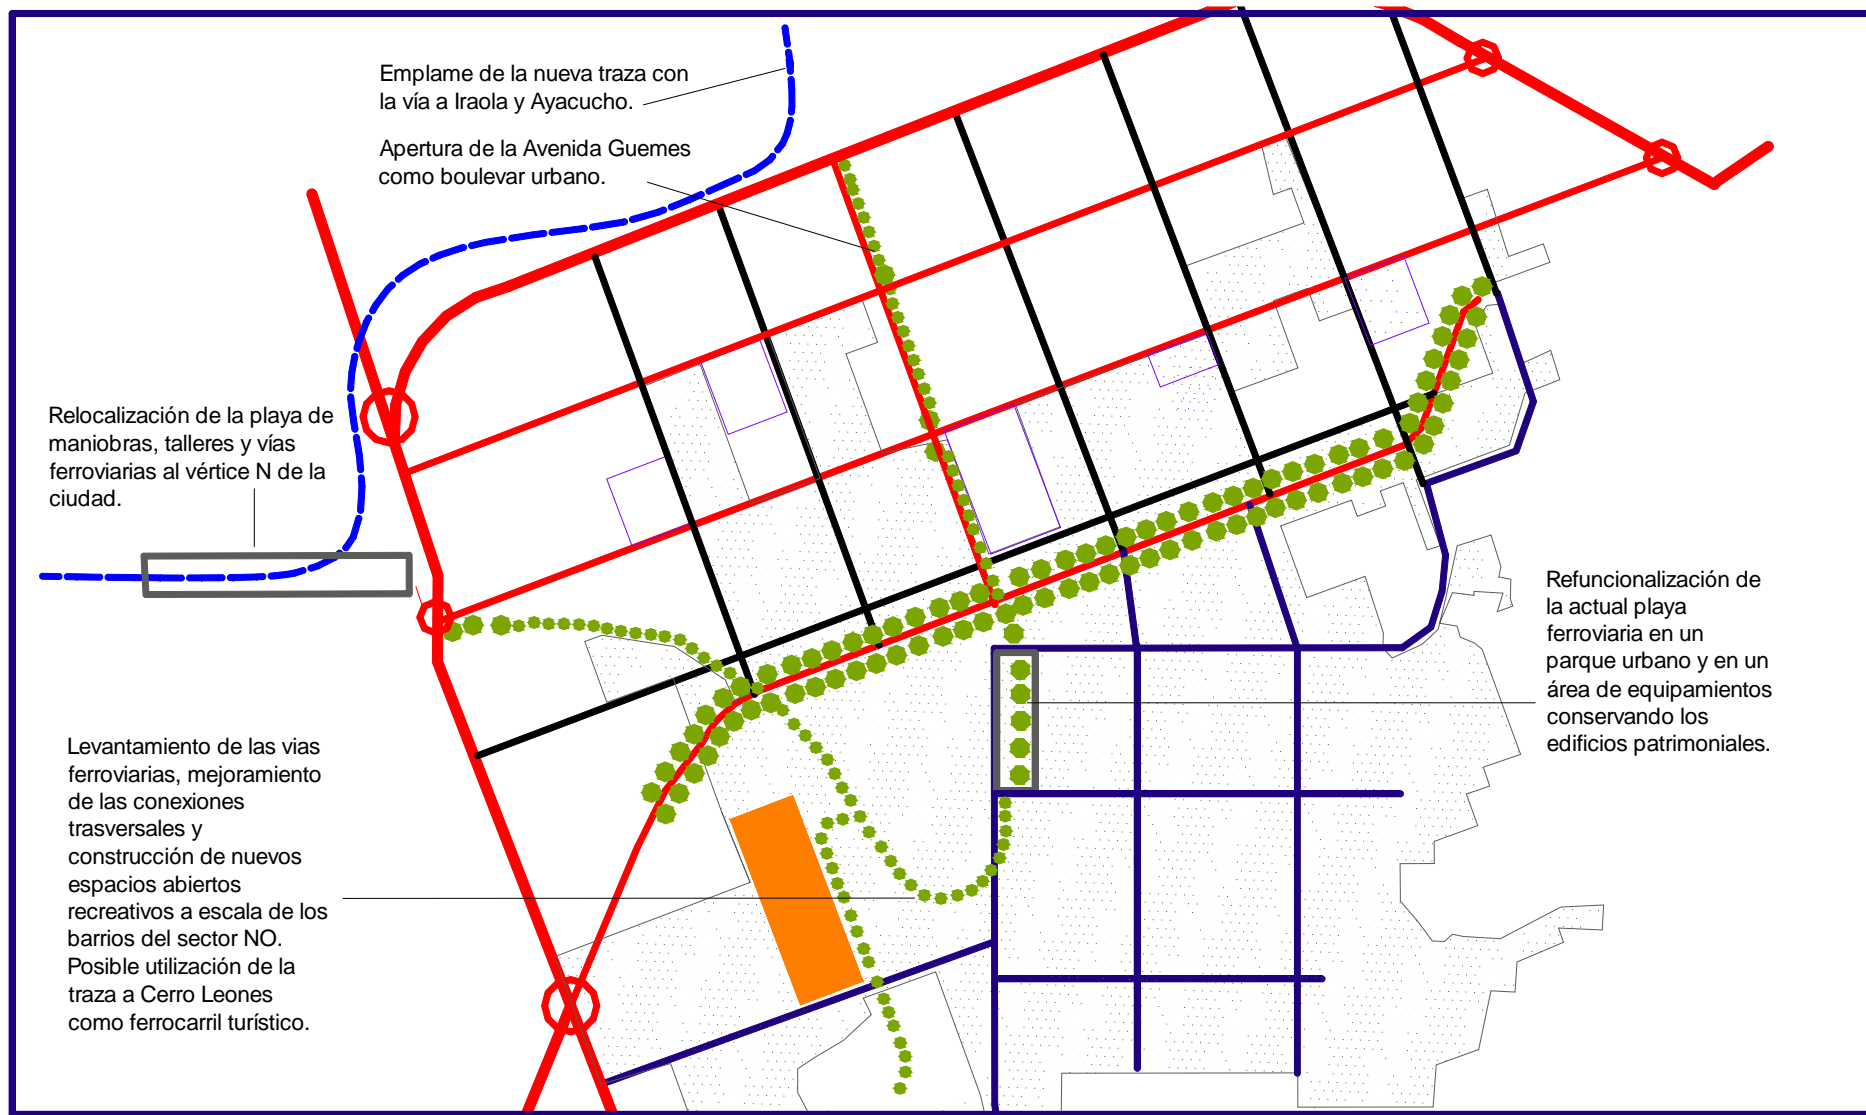 Emplame de la nueva traza con
la vía a Iraola y Ayacucho.
Apertura de la Avenida Guemes
como boulevar urbano.
Relocalización de la playa de
maniobras, talleres y vías
ferroviarias al vértice N de la
ciudad.
Refuncionalización de
la actual playa
ferroviaria en un
parque urbano y en un
área de equipamientos
conservando los
edificios patrimoniales.
Levantamiento de las vias
ferroviarias, mejoramiento
de las conexiones
trasversales y
construcción de nuevos
espacios abiertos
recreativos a escala de los
barrios del sector NO.
Posible utilización de la
traza a Cerro Leones
como ferrocarril turístico.